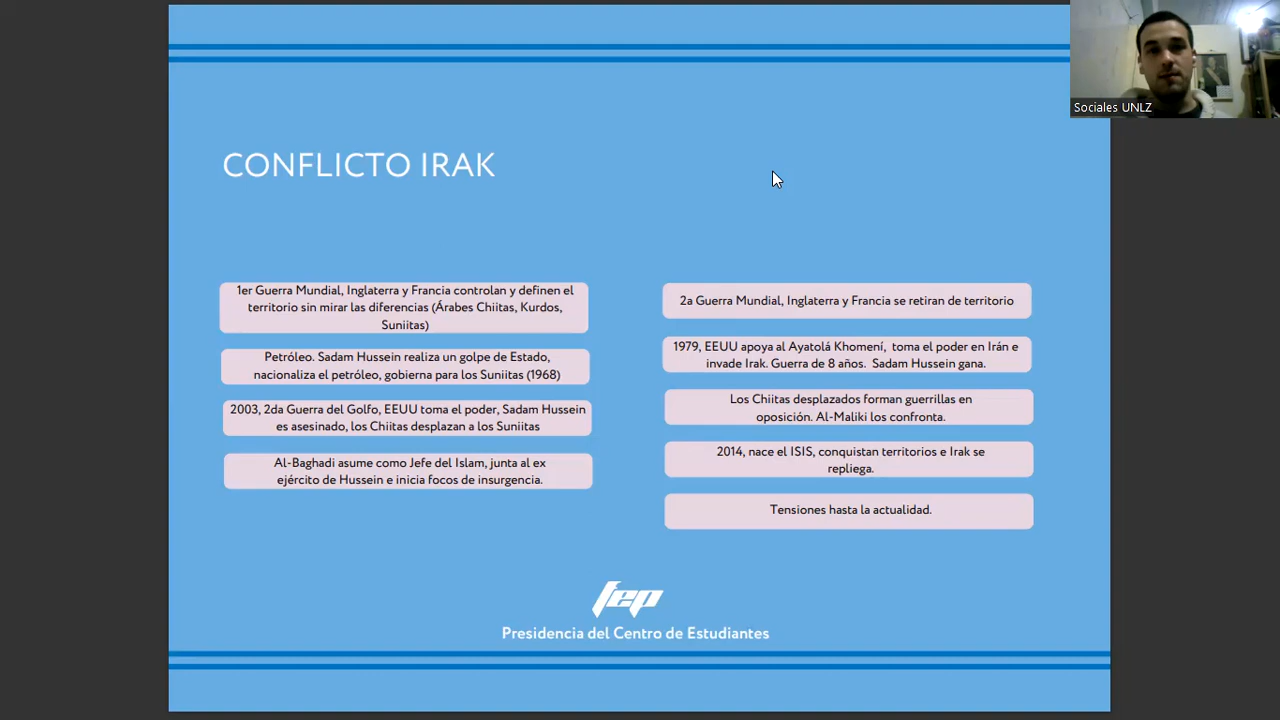 Sociales UNLZ
CONFLICTO IRAK
1er Guerra Mundial, Inglaterra y Francia controlan y definen el
territorio sin mirar las diferencias (Árabes Chiitas, Kurdos,
Suniitas)
2a Guerra Mundial, Inglaterra y Francia se retiran de territorio
Petróleo. Sadam Hussein realiza un golpe de Estado,
nacionaliza el petróleo, gobierna para los Suniitas (1968)
1979, EEUU apoya al Ayatolá Khomení, toma el poder en Irán e
invade Irak. Guerra de 8 años. Sadam Hussein gana.
2003, 2da Guerra del Golfo, EEUU toma el poder, Sadam Hussein
es asesinado, los Chiitas desplazan a los Suniitas
Los Chiitas desplazados forman guerrillas en
oposición. Al-Maliki los confronta.
Al-Baghadi asume como Jefe del Islam, junta al ex
ejército de Hussein e inicia focos de insurgencia.
2014, nace el ISIS, conquistan territorios e Irak se
repliega.
Tensiones hasta la actualidad.
fep
Presidencia del Centro de Estudiantes